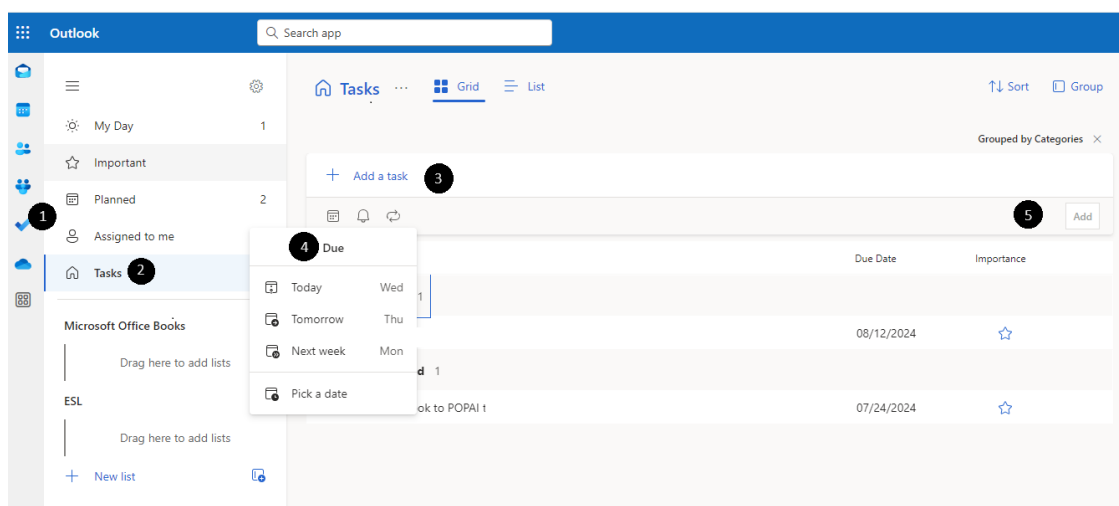 Outlook
Search app
Tasks ... Grid List
Sort Group
My Day 1
Important
Planned 2
Assigned to me
Tasks 2
1
Microsoft Office Books
Drag here to add lists
ESL
Drag here to add lists
New list
Grouped by Categories
Add a task 3
5 Add
4 Due
Today Wed
Tomorrow Thu
Next week Mon
Pick a date
Due Date Importance
1
08/12/2024
d 1
ok to POPAI t
07/24/2024